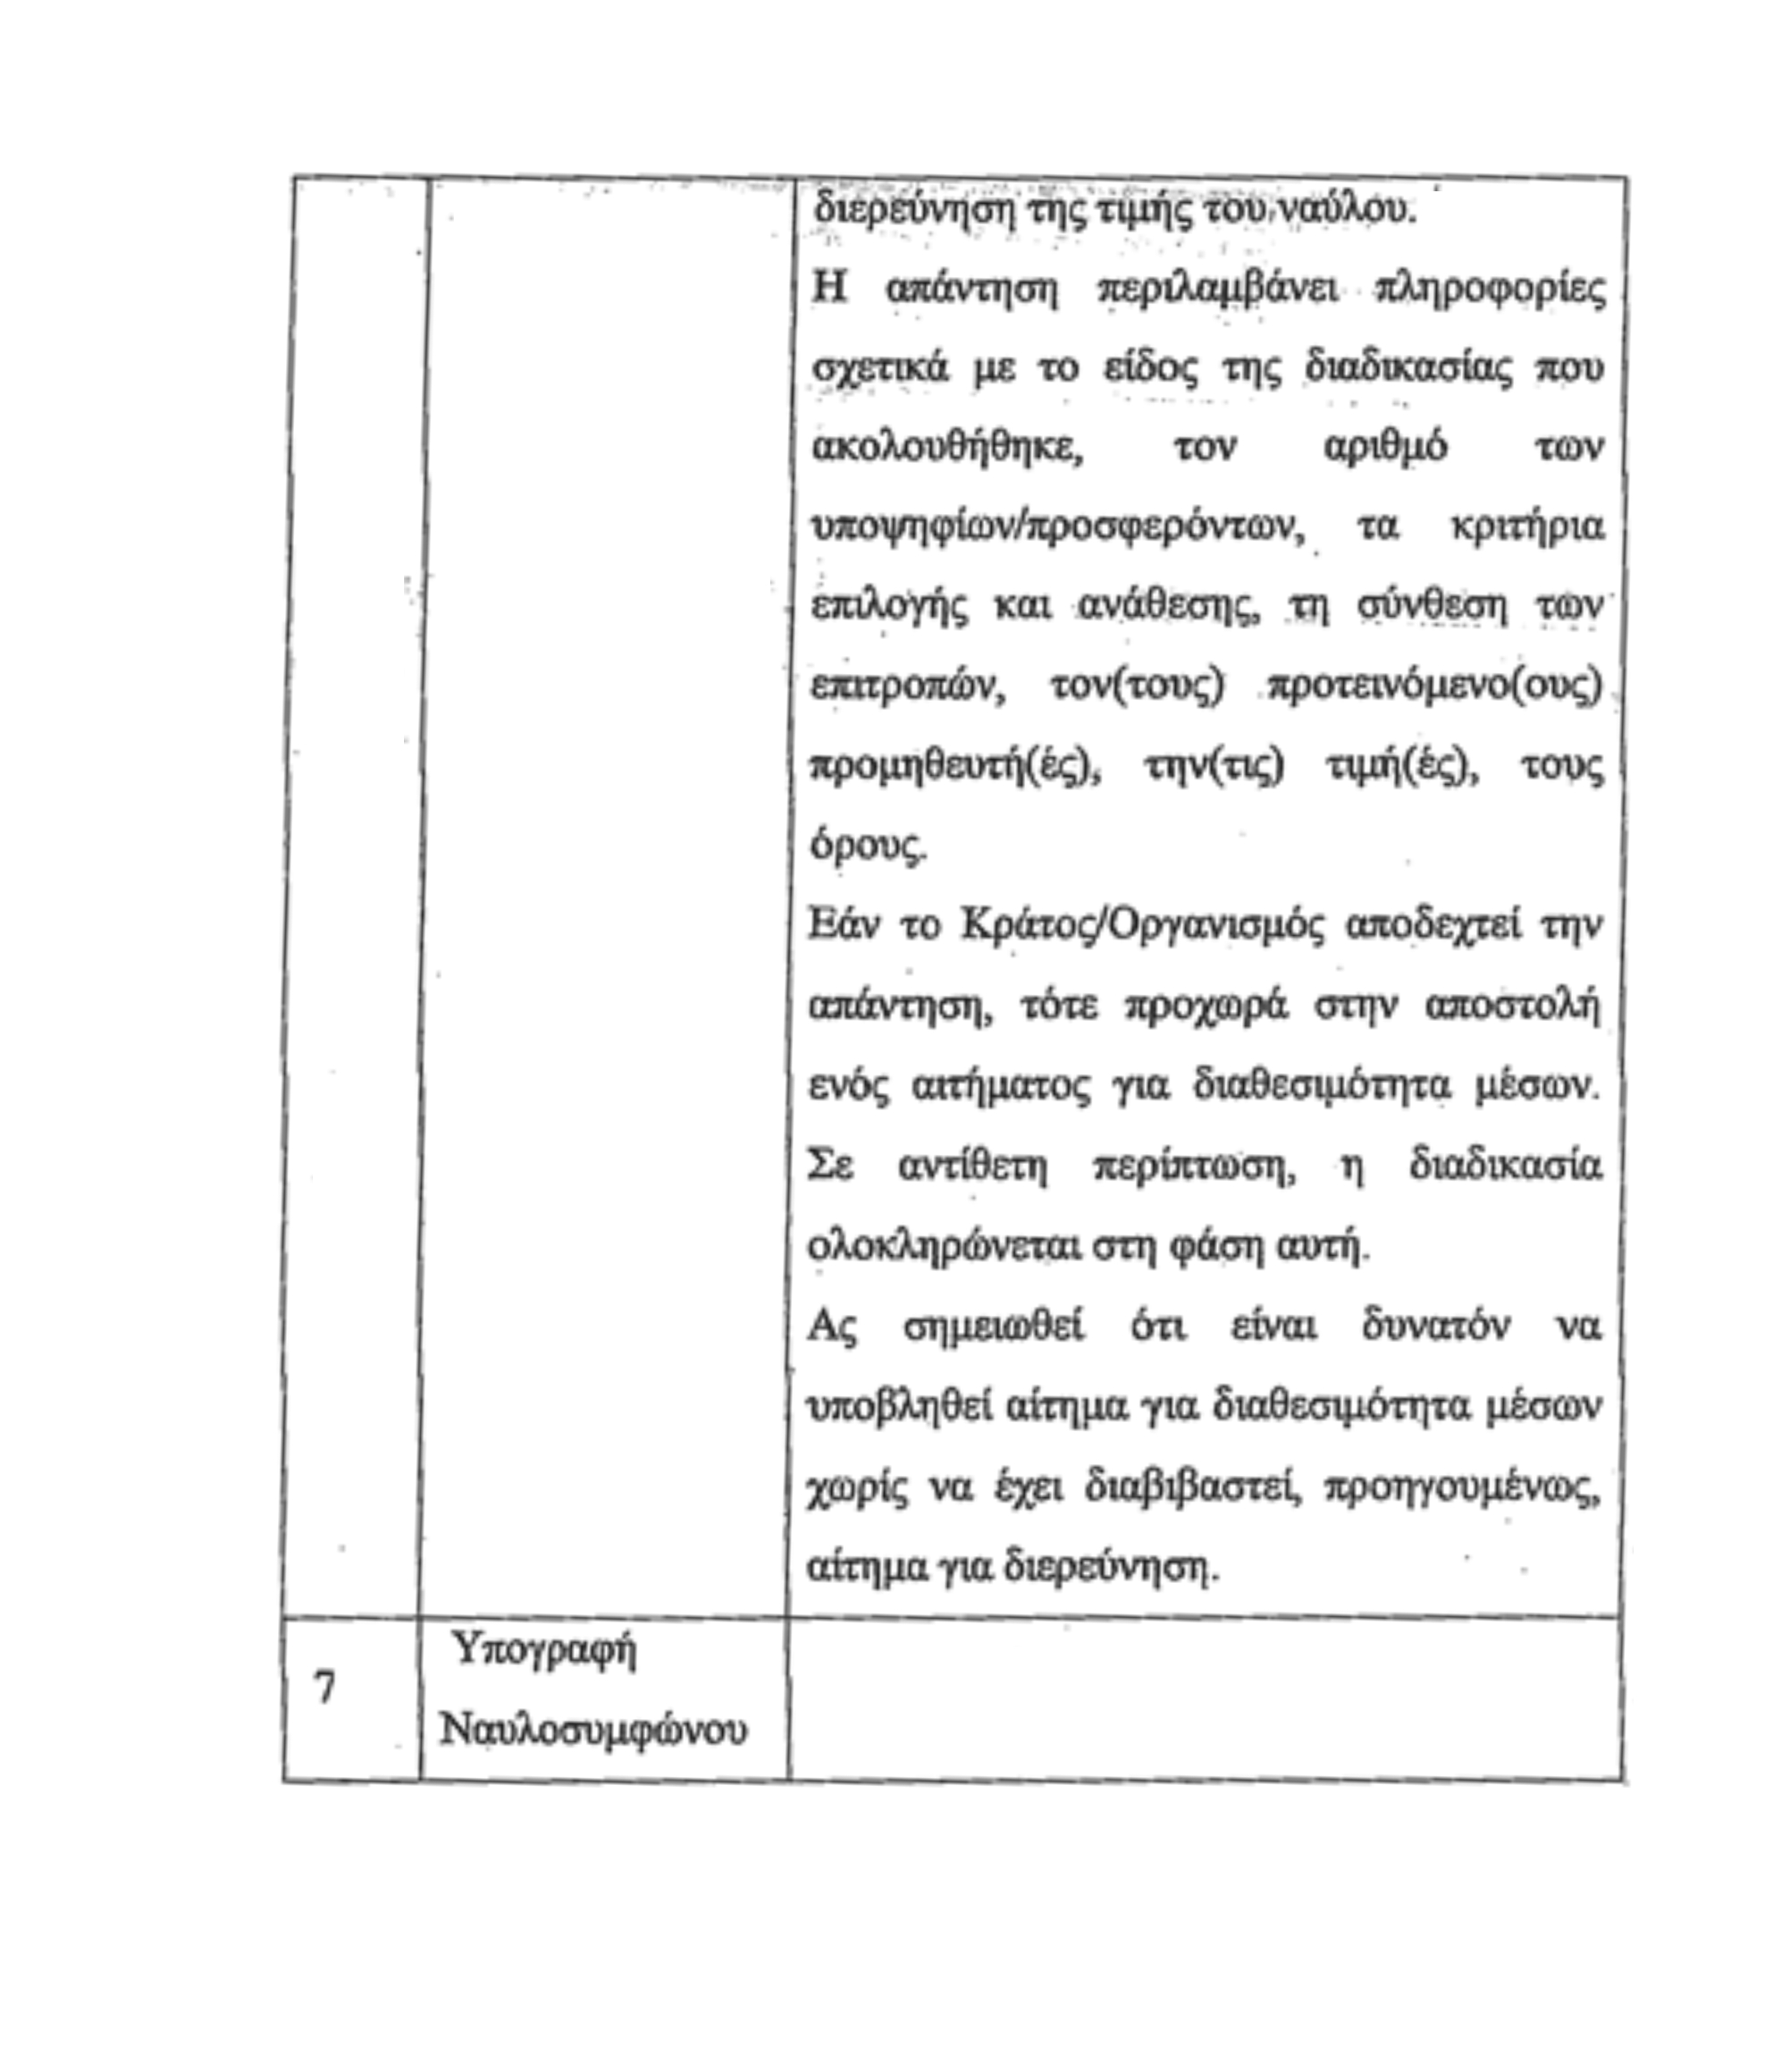 διερεύνηση της τιμής του ναύλου.
Η απάντηση περιλαμβάνει πληροφορίες
σχετικά με το είδος της διαδικασίας που
ακολουθήθηκε, τον αριθμό των
υποψηφίων/προσφερόντων, τα κριτήρια
επιλογής και ανάθεσης, τη σύνθεση των
επιτροπών, τον(τους) προτεινόμενο(ους)
προμηθευτή(ές), την(τις) τιμή(ές), τους
όρους.
Εάν το Κράτος/Οργανισμός αποδεχτεί την
απάντηση, τότε προχωρά στην αποστολή
ενός αιτήματος για διαθεσιμότητα μέσων.
Σε αντίθετη περίπτωση, η διαδικασία
ολοκληρώνεται στη φάση αυτή.
Ας σημειωθεί ότι είναι δυνατόν να
υποβληθεί αίτημα για διαθεσιμότητα μέσων
χωρίς να έχει διαβιβαστεί, προηγουμένως,
αίτημα για διερεύνηση.
7
Υπογραφή
Ναυλοσυμφώνου